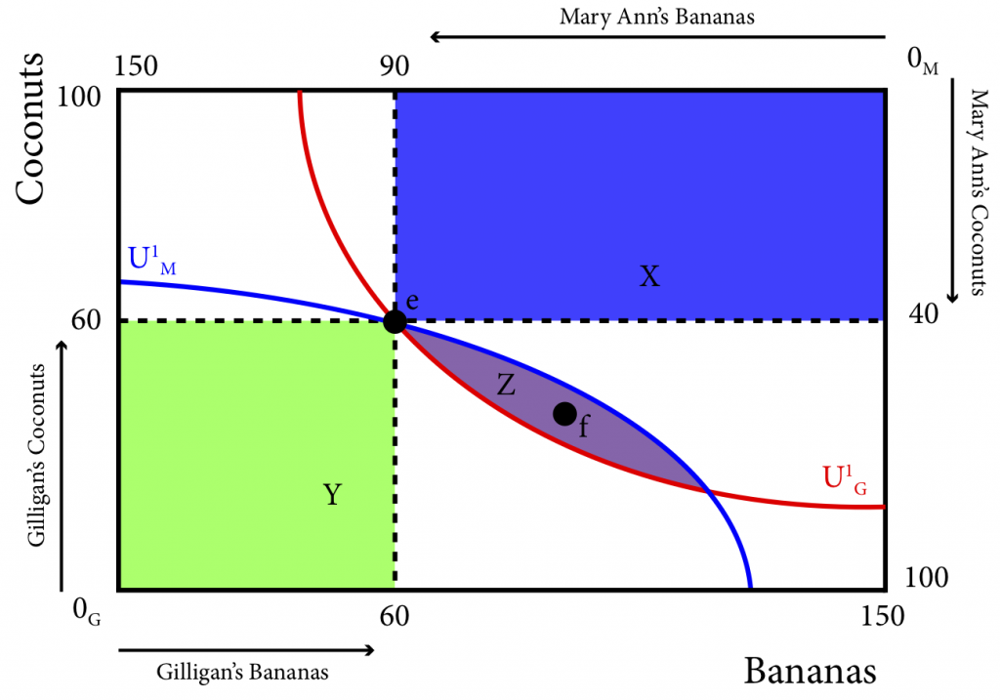 Mary Ann's Bananas
150
90
0M
Coconuts
100
Mary Ann's Coconuts
U¹M
X
e
60
40
Z
f
Gilligan's Coconuts
Y
U¹G
100
0G
60
150
Gilligan's Bananas
Bananas